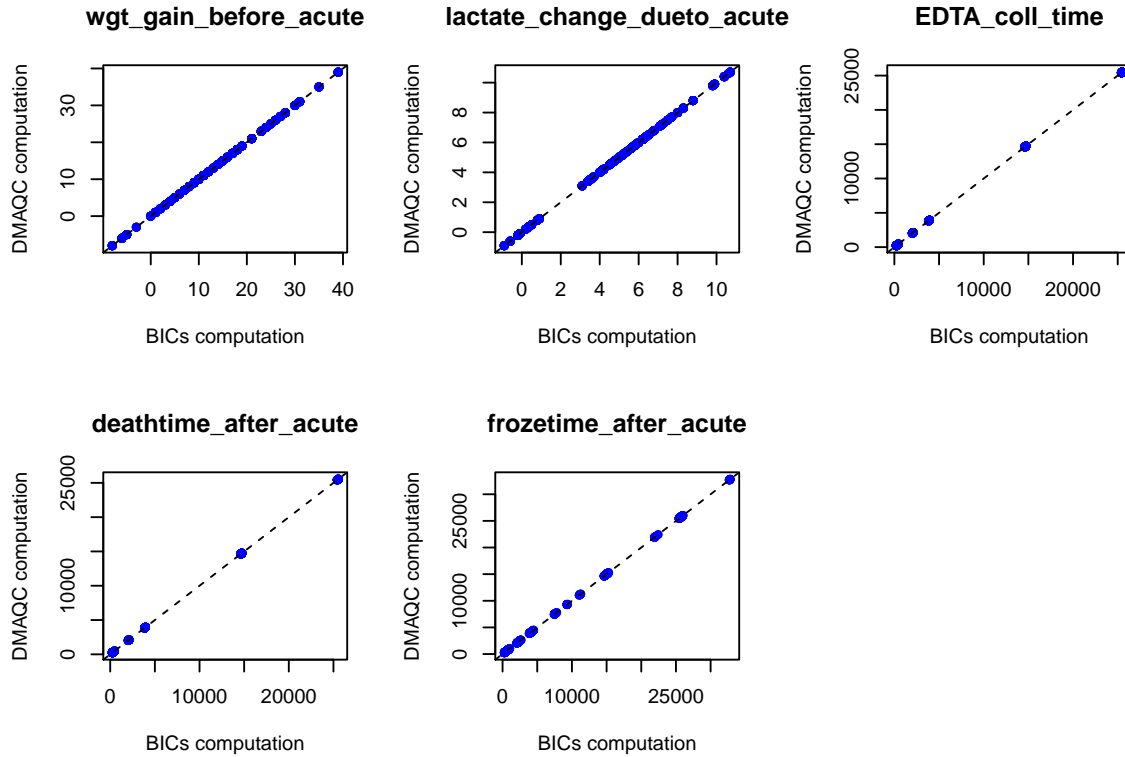 wgt_gain_before_acute
DMAQC computation
0 10 30
0 10 20 30 40
BICs computation
lactate_change_dueto_acute
DMAQC computation
0 2 4 6 8
0 2 4 6 8 10
BICs computation
EDTA_coll_time
DMAQC computation
0 10000 25000
0 10000 20000
deathtime_after_acute
DMAQC computation
0 10000 25000
0 10000 20000
BICs computation
frozetime_after_acute
DMAQC computation
0 10000 25000
0 10000 25000
BICs computation